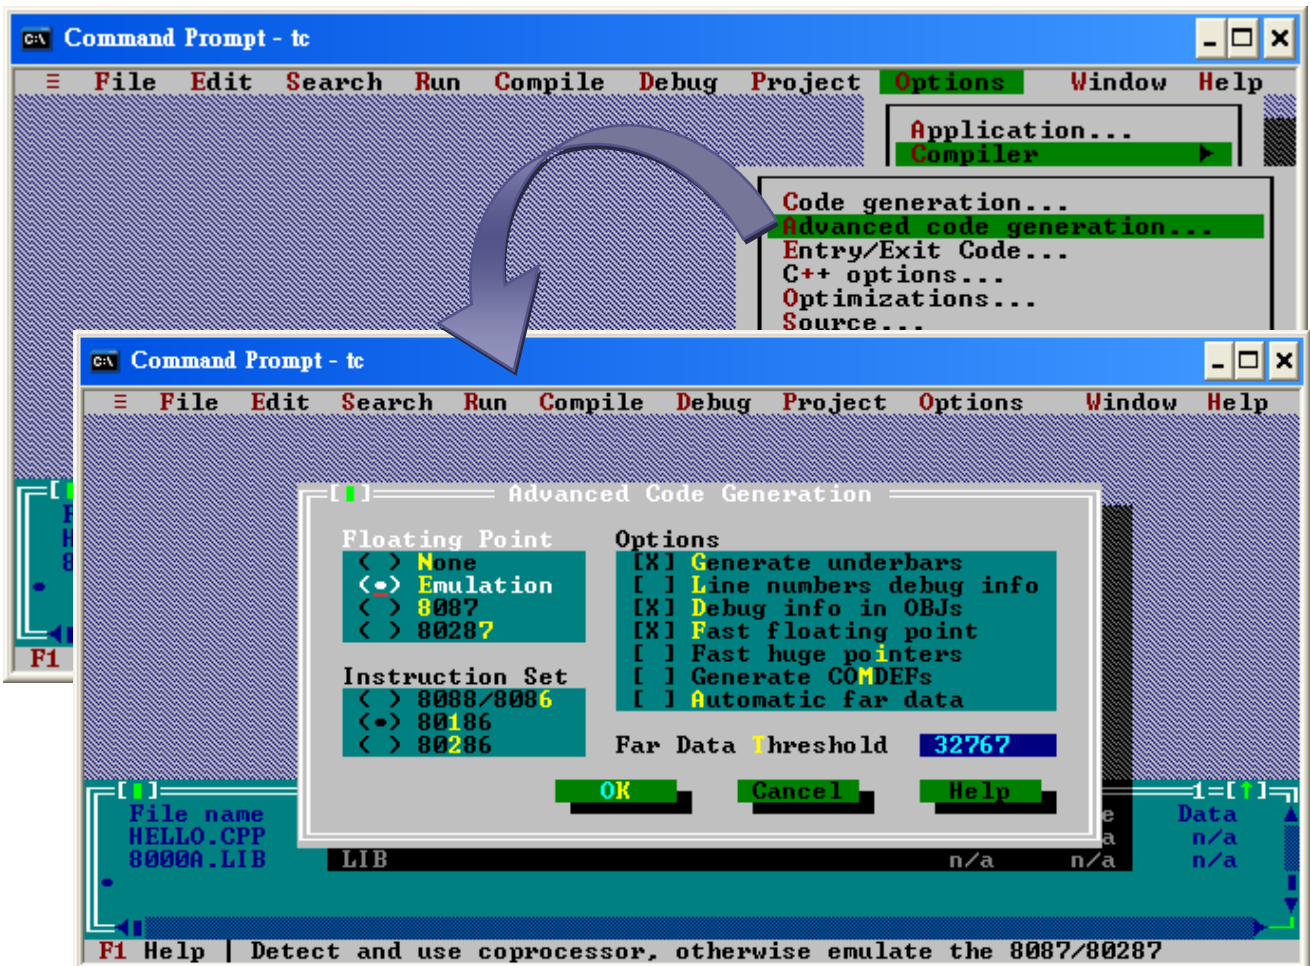 Command Prompt - tc
≡ File Edit Search Run Compile Debug Project Options Window Help
Application...
Compiler ►
Code generation...
Advanced code generation...
Entry/Exit Code...
C++ options...
Optimizations...
Source...
F1
Command Prompt - tc
≡ File Edit Search Run Compile Debug Project Options Window Help
Advanced Code Generation
Floating Point
( ) None
(•) Emulation
( ) 8087
( ) 80287
Instruction Set
( ) 8088/8086
(•) 80186
( ) 80286
Options
[X] Generate underbars
[ ] Line numbers debug info
[X] Debug info in OBJs
[X] Fast floating point
[ ] Fast huge pointers
[ ] Generate COMDEFs
[ ] Automatic far data
Far Data Threshold 32767
OK Cancel Help
1=[↑]
File name Data
HELLO.CPP n/a
8000A.LIB LIB n/a n/a n/a
F1 Help | Detect and use coprocessor, otherwise emulate the 8087/80287